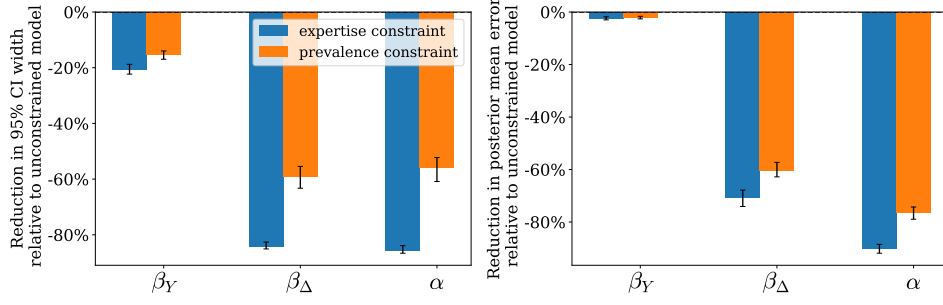 Reduction in 95% CI width
relative to unconstrained model
0%
-20%
-40%
-60%
-80%
expertise constraint
prevalence constraint
β_Y
β_Δ
α
Reduction in posterior mean error
relative to unconstrained model
0%
-20%
-40%
-60%
-80%
β_Y
β_Δ
α